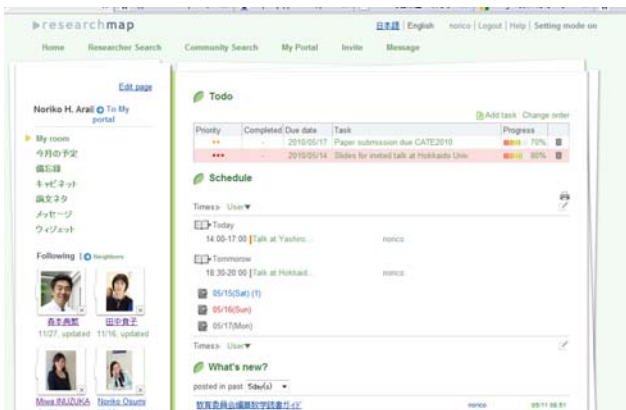 researchmap
日本語 | English norico | Logout | Help | Setting mode on
Home Researcher Search Community Search My Portal Invite Message
Edit page
Noriko H. Arai To My portal
My room
今月の予定
備忘録
キャビネット
論文ネタ
メッセージ
ウィジェット
Following
Neighbors
11/27, updated
田中貴子
11/16, updated
Miwa INUZUKA
Noriko Osumi
Todo
Add task Change order
Priority Completed Due date Task Progress
** - 2010/05/17 Paper submission due CATE2010 70%
*** - 2010/05/14 Slides for invited talk at Hokkaido Univ. 80%
Schedule
Times» User▼
Today
14:00-17:00 [Talk at Yashiro... norico
Tommorow
18:30-20:00 [Talk at Hokkaid... norico
05/15(Sat) (1)
05/16(Sun)
05/17(Mon)
Times» User▼
What's new?
posted in past 5day(s)
教育委員会編算数学読書ガイド norico 05/11 08:51